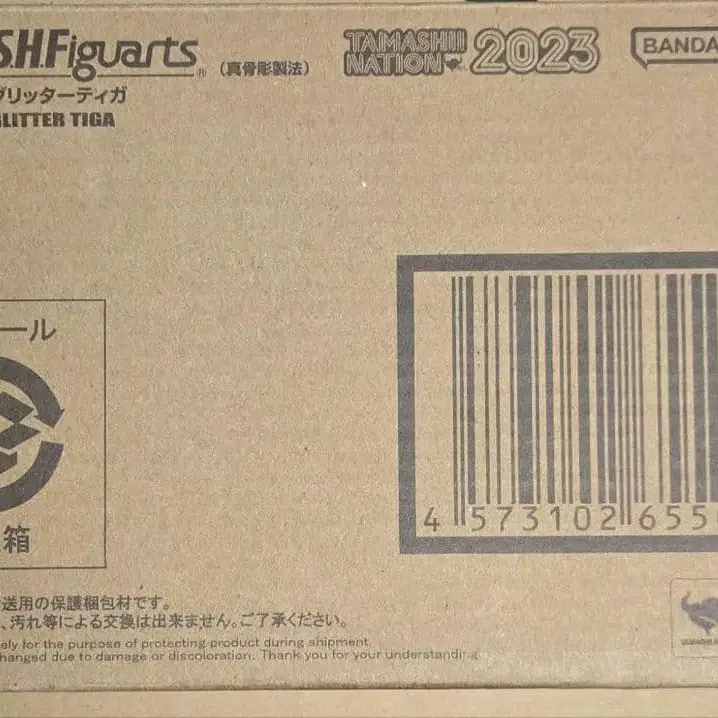 S.H.Figuarts® (真骨彫製法) TAMASHII NATION 2023 BANDA
グリッターティガ
GLITTER TIGA
ール
箱
4 573102 655
送用の保護梱包材です。
、汚れ等による交換は出来ません。ご了承ください。
ely for the purpose of protecting product during shipment.
changed due to damage or discoloration. Thank you for your understanding.